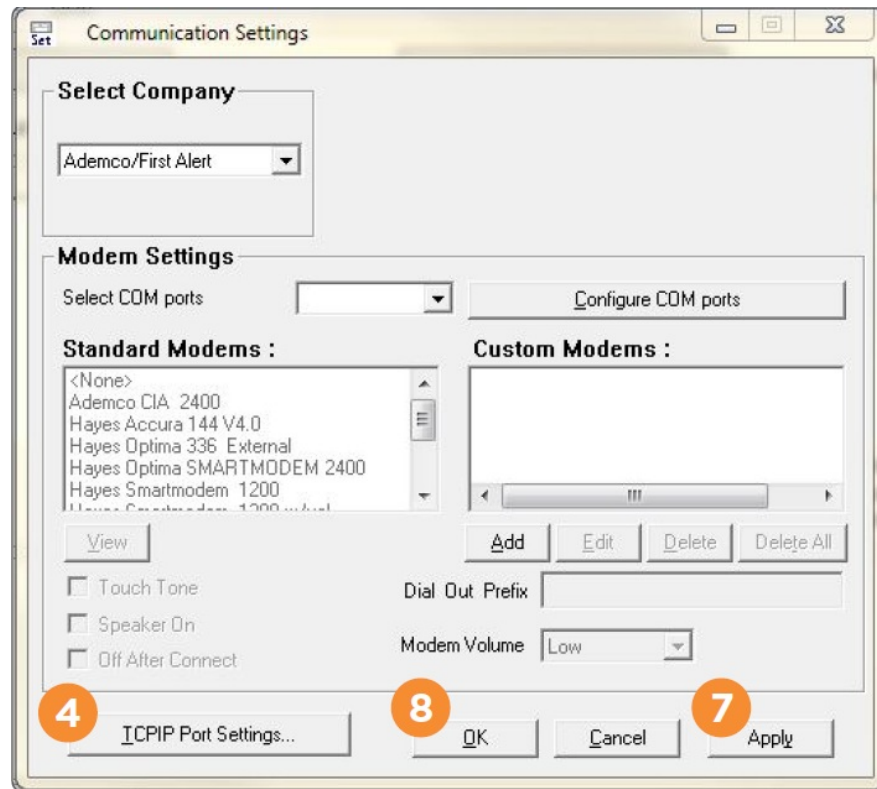 Set Communication Settings
Select Company
Ademco/First Alert
Modem Settings
Select COM ports Configure COM ports
Standard Modems : Custom Modems :
<None>
Ademco CIA 2400
Hayes Accura 144 V4.0
Hayes Optima 336 External
Hayes Optima SMARTMODEM 2400
Hayes Smartmodem 1200
View Add Edit Delete Delete All
Touch Tone Dial Out Prefix
Speaker On
Modem Volume Low
Off After Connect
4 8 7
TCPIP Port Settings... OK Cancel Apply